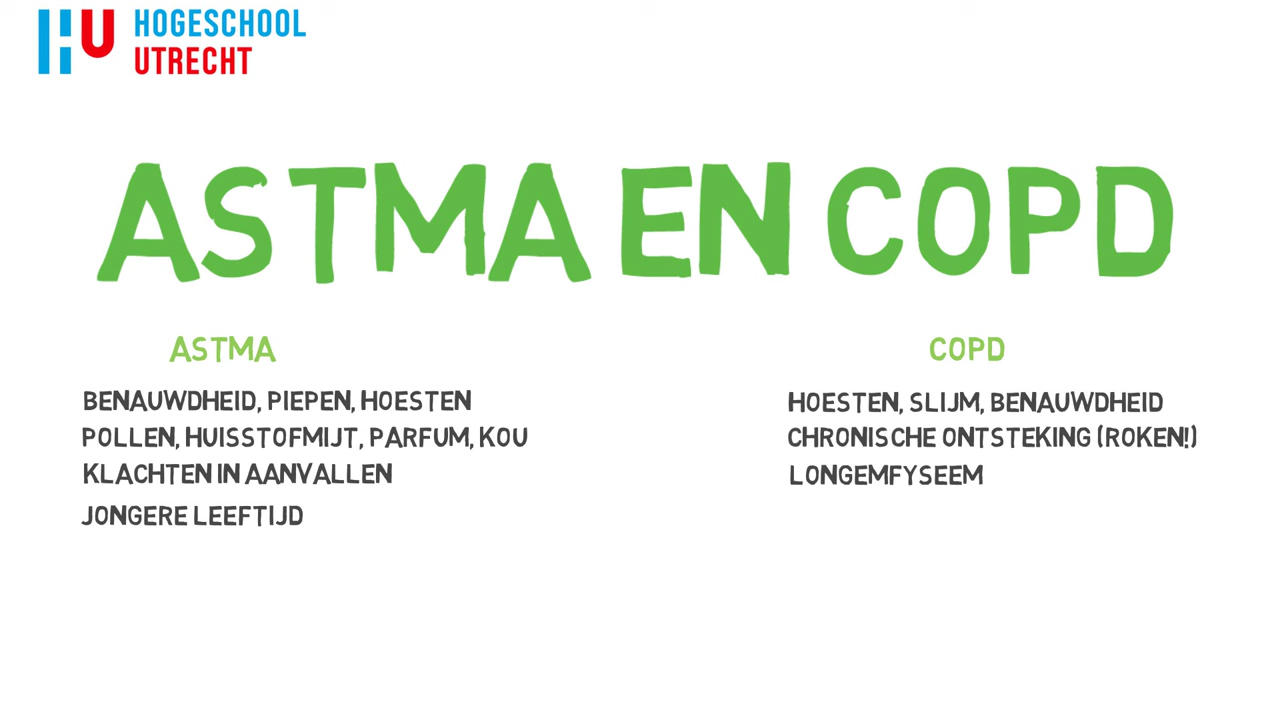 HOGESCHOOL
UTRECHT
ASTMA EN COPD
ASTMA
BENAUWDHEID, PIEPEN, HOESTEN
POLLEN, HUISSTOFMIJT, PARFUM, KOU
KLACHTEN IN AANVALLEN
JONGERE LEEFTIJD
COPD
HOESTEN, SLIJM, BENAUWDHEID
CHRONISCHE ONTSTEKING (ROKEN!)
LONGEMFYSEEM